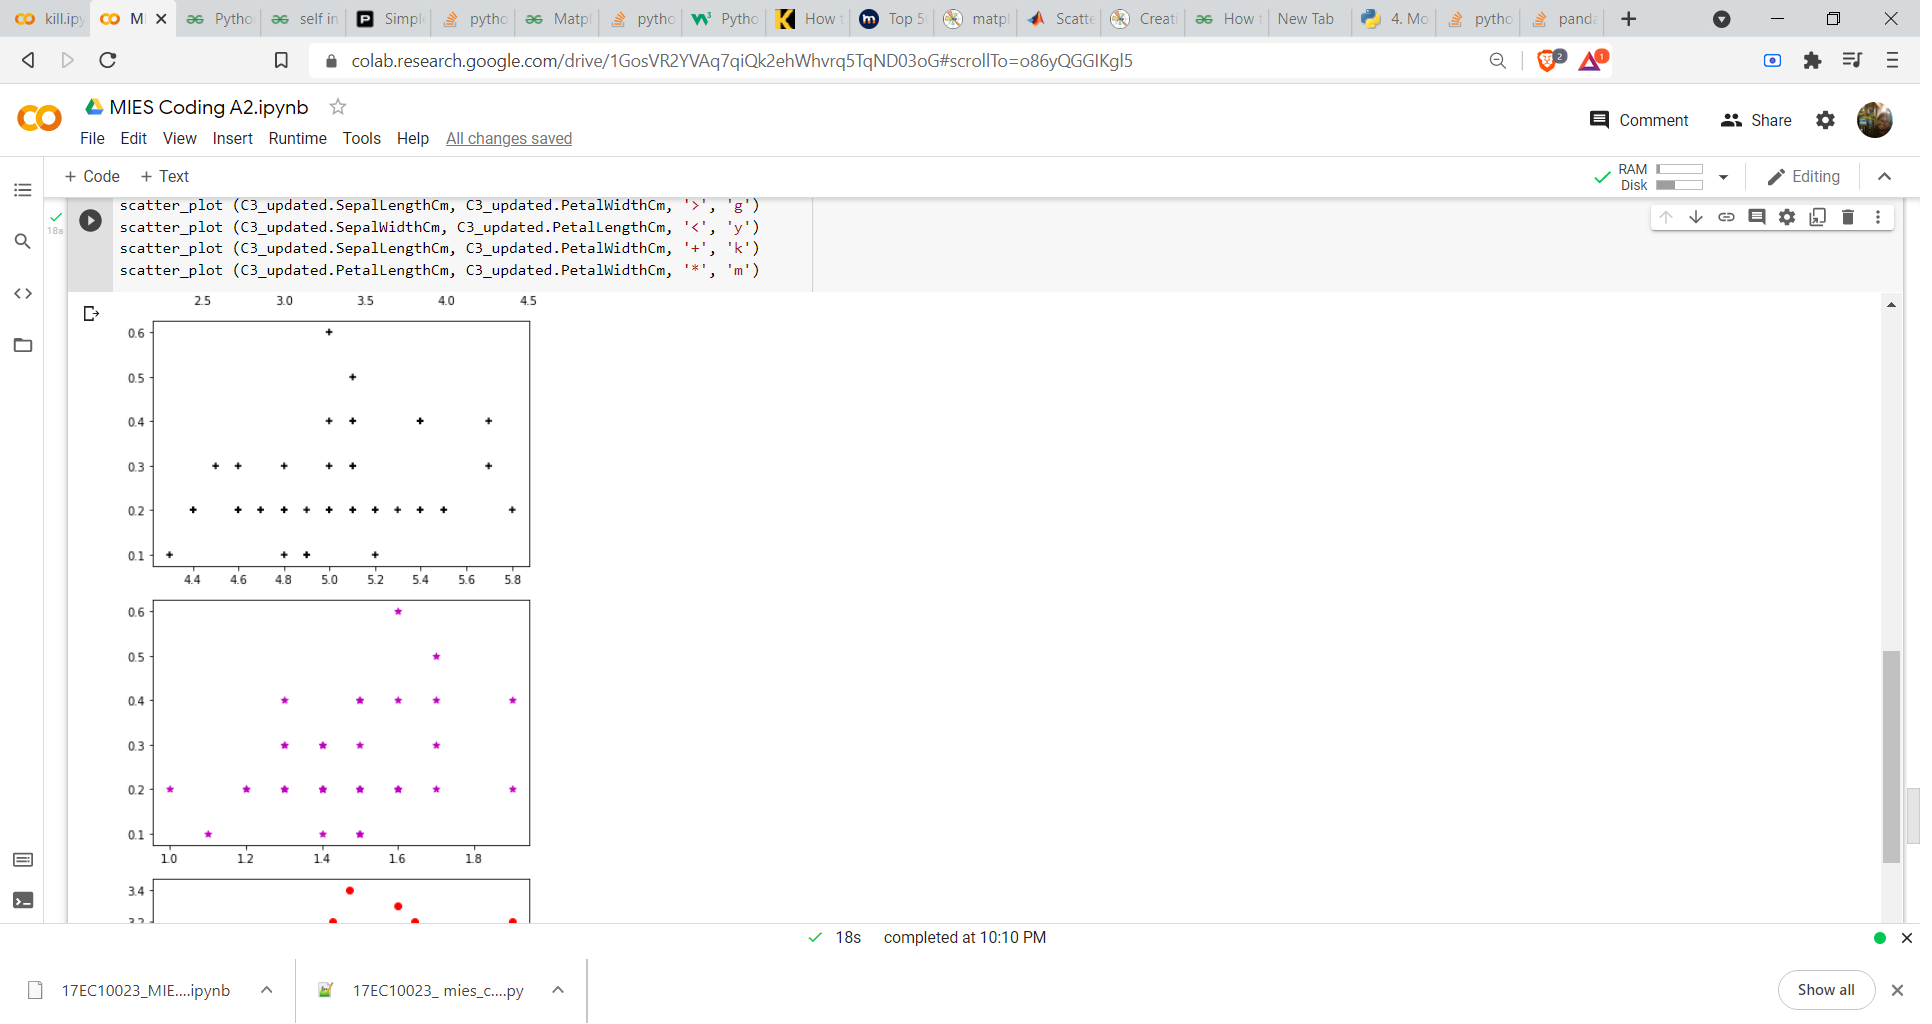 kill.ipy
MI
Pytho
self in
Simpl
pytho
Matpl
pytho
Pytho
How t
Top 5
matpl
Scatte
Creati
How t
New Tab
4. Mo
pytho
panda
colab.research.google.com/drive/1GosVR2YVAq7qiQk2ehWhvrq5TqND03oG#scrollTo=o86yQGGIKgl5
2
1
MIES Coding A2.ipynb
Comment
Share
File Edit View Insert Runtime Tools Help All changes saved
+ Code + Text
RAM
Disk
Editing
18s
scatter_plot (C3_updated.SepalLengthCm, C3_updated.PetalWidthCm, '>', 'g')
scatter_plot (C3_updated.SepalWidthCm, C3_updated.PetalLengthCm, '<', 'y')
scatter_plot (C3_updated.SepalLengthCm, C3_updated.PetalWidthCm, '+', 'k')
scatter_plot (C3_updated.PetalLengthCm, C3_updated.PetalWidthCm, '*', 'm')
2.5 3.0 3.5 4.0 4.5
0.6
0.5
0.4
0.3
0.2
0.1
4.4 4.6 4.8 5.0 5.2 5.4 5.6 5.8
0.6
0.5
0.4
0.3
0.2
0.1
1.0 1.2 1.4 1.6 1.8
3.4
3.2
18s completed at 10:10 PM
17EC10023_MIE....ipynb
17EC10023_ mies_c....py
Show all